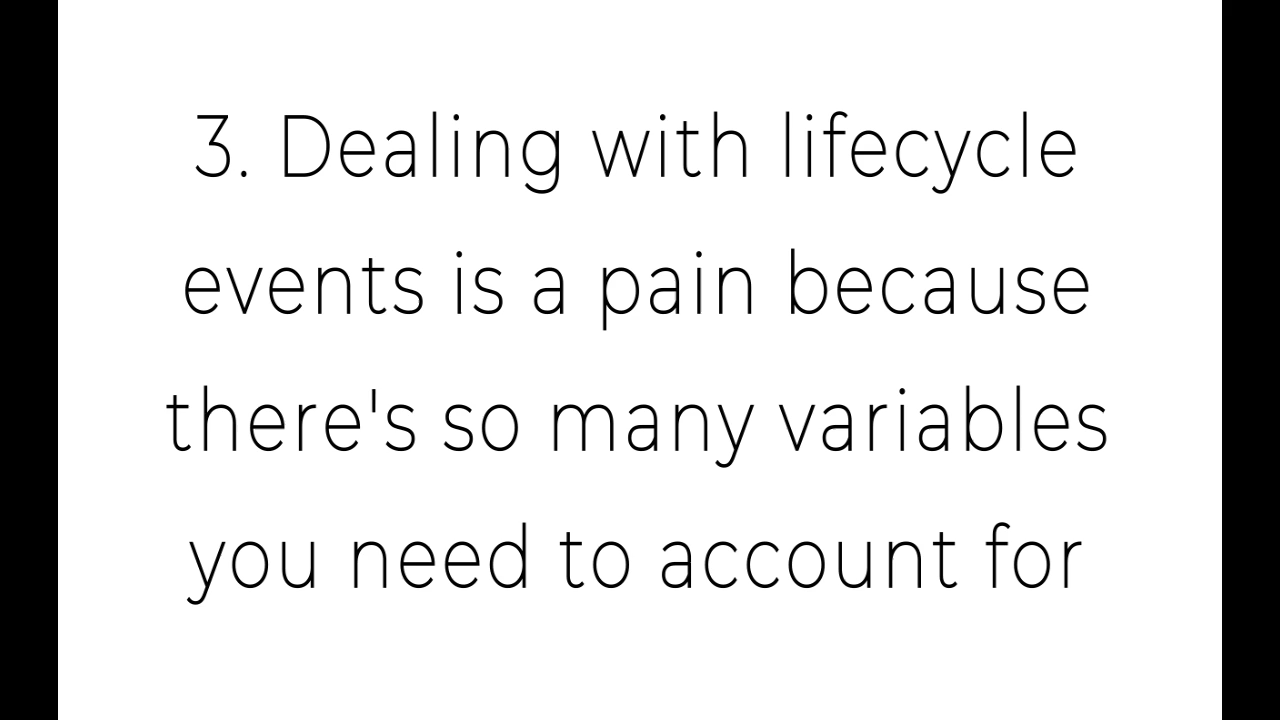 3. Dealing with lifecycle
events is a pain because
there's so many variables
you need to account for